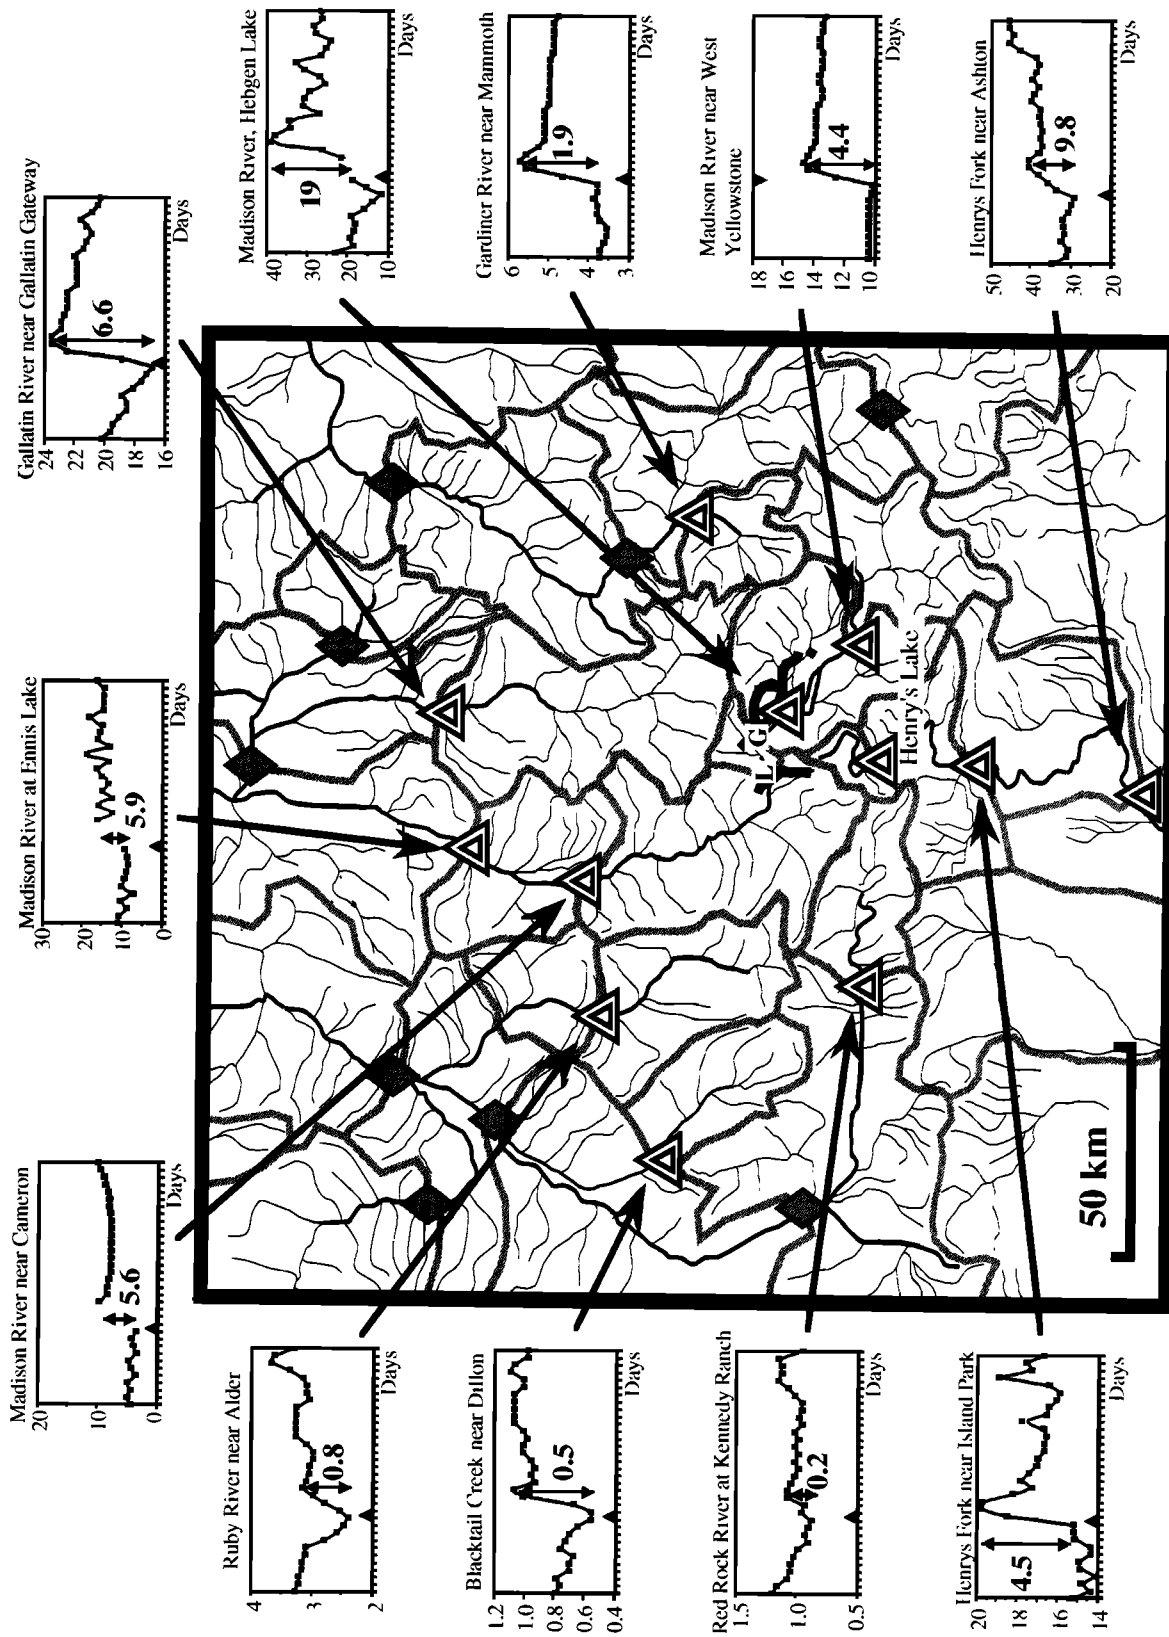 Madison River near Cameron
20
10
0
5.6
Days
Madison River at Ennis Lake
30
20
10
0
5.9
Days
Gallatin River near Gallatin Gateway
24
22
20
18
16
6.6
Days
Ruby River near Alder
4
3
2
0.8
Days
Blacktail Creek near Dillon
1.2
1.0
0.8
0.6
0.4
0.5
Days
Red Rock River at Kennedy Ranch
1.5
1.0
0.5
0.2
Days
Henrys Fork near Island Park
20
18
16
14
4.5
Days
Madison River, Hebgen Lake
40
30
20
10
19
Days
Gardiner River near Mammoth
6
5
4
3
1.9
Days
Madison River near West
Yellowstone
18
16
14
12
10
4.4
Days
Henrys Fork near Ashton
50
40
30
20
9.8
Days
Henry's Lake
50 km